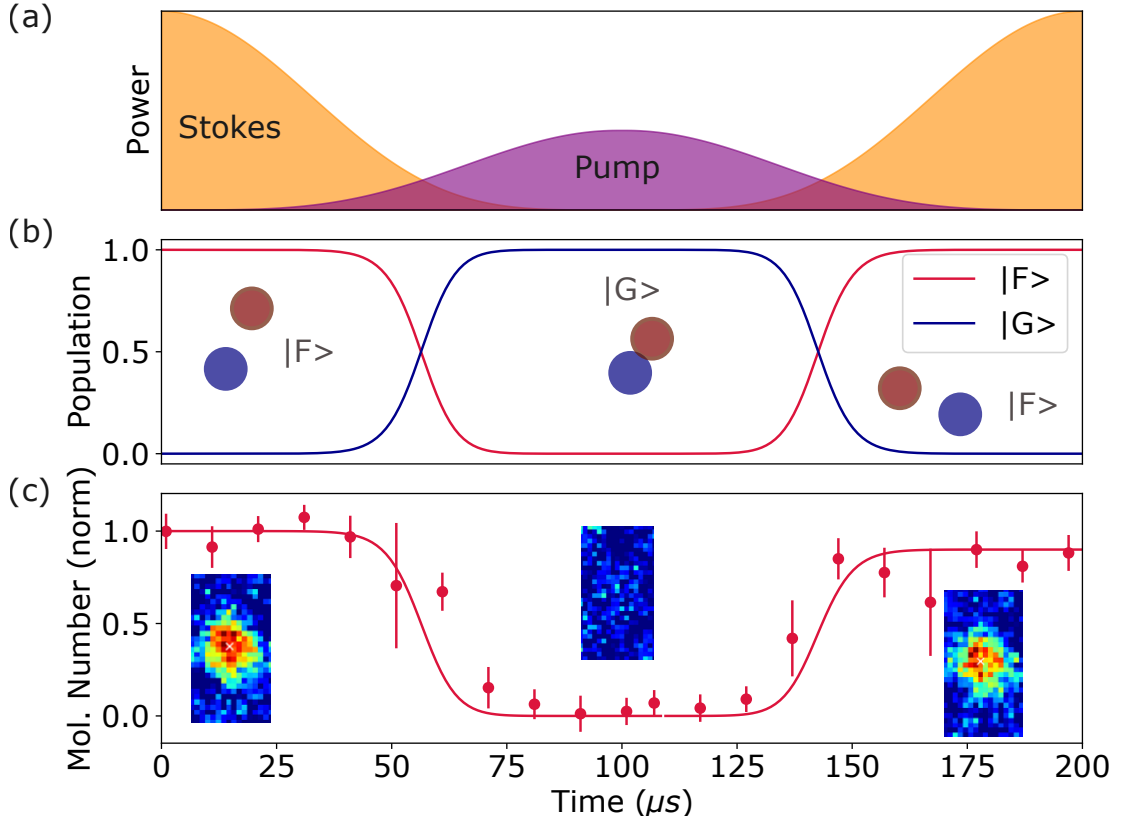 (a)
Power
Stokes
Pump
(b)
Population
1.0
0.5
0.0
|F>
|G>
|F>
|F>
|G>
(c)
Mol. Number (norm)
1.0
0.5
0.0
0
25
50
75
100
125
150
175
200
Time (μs)